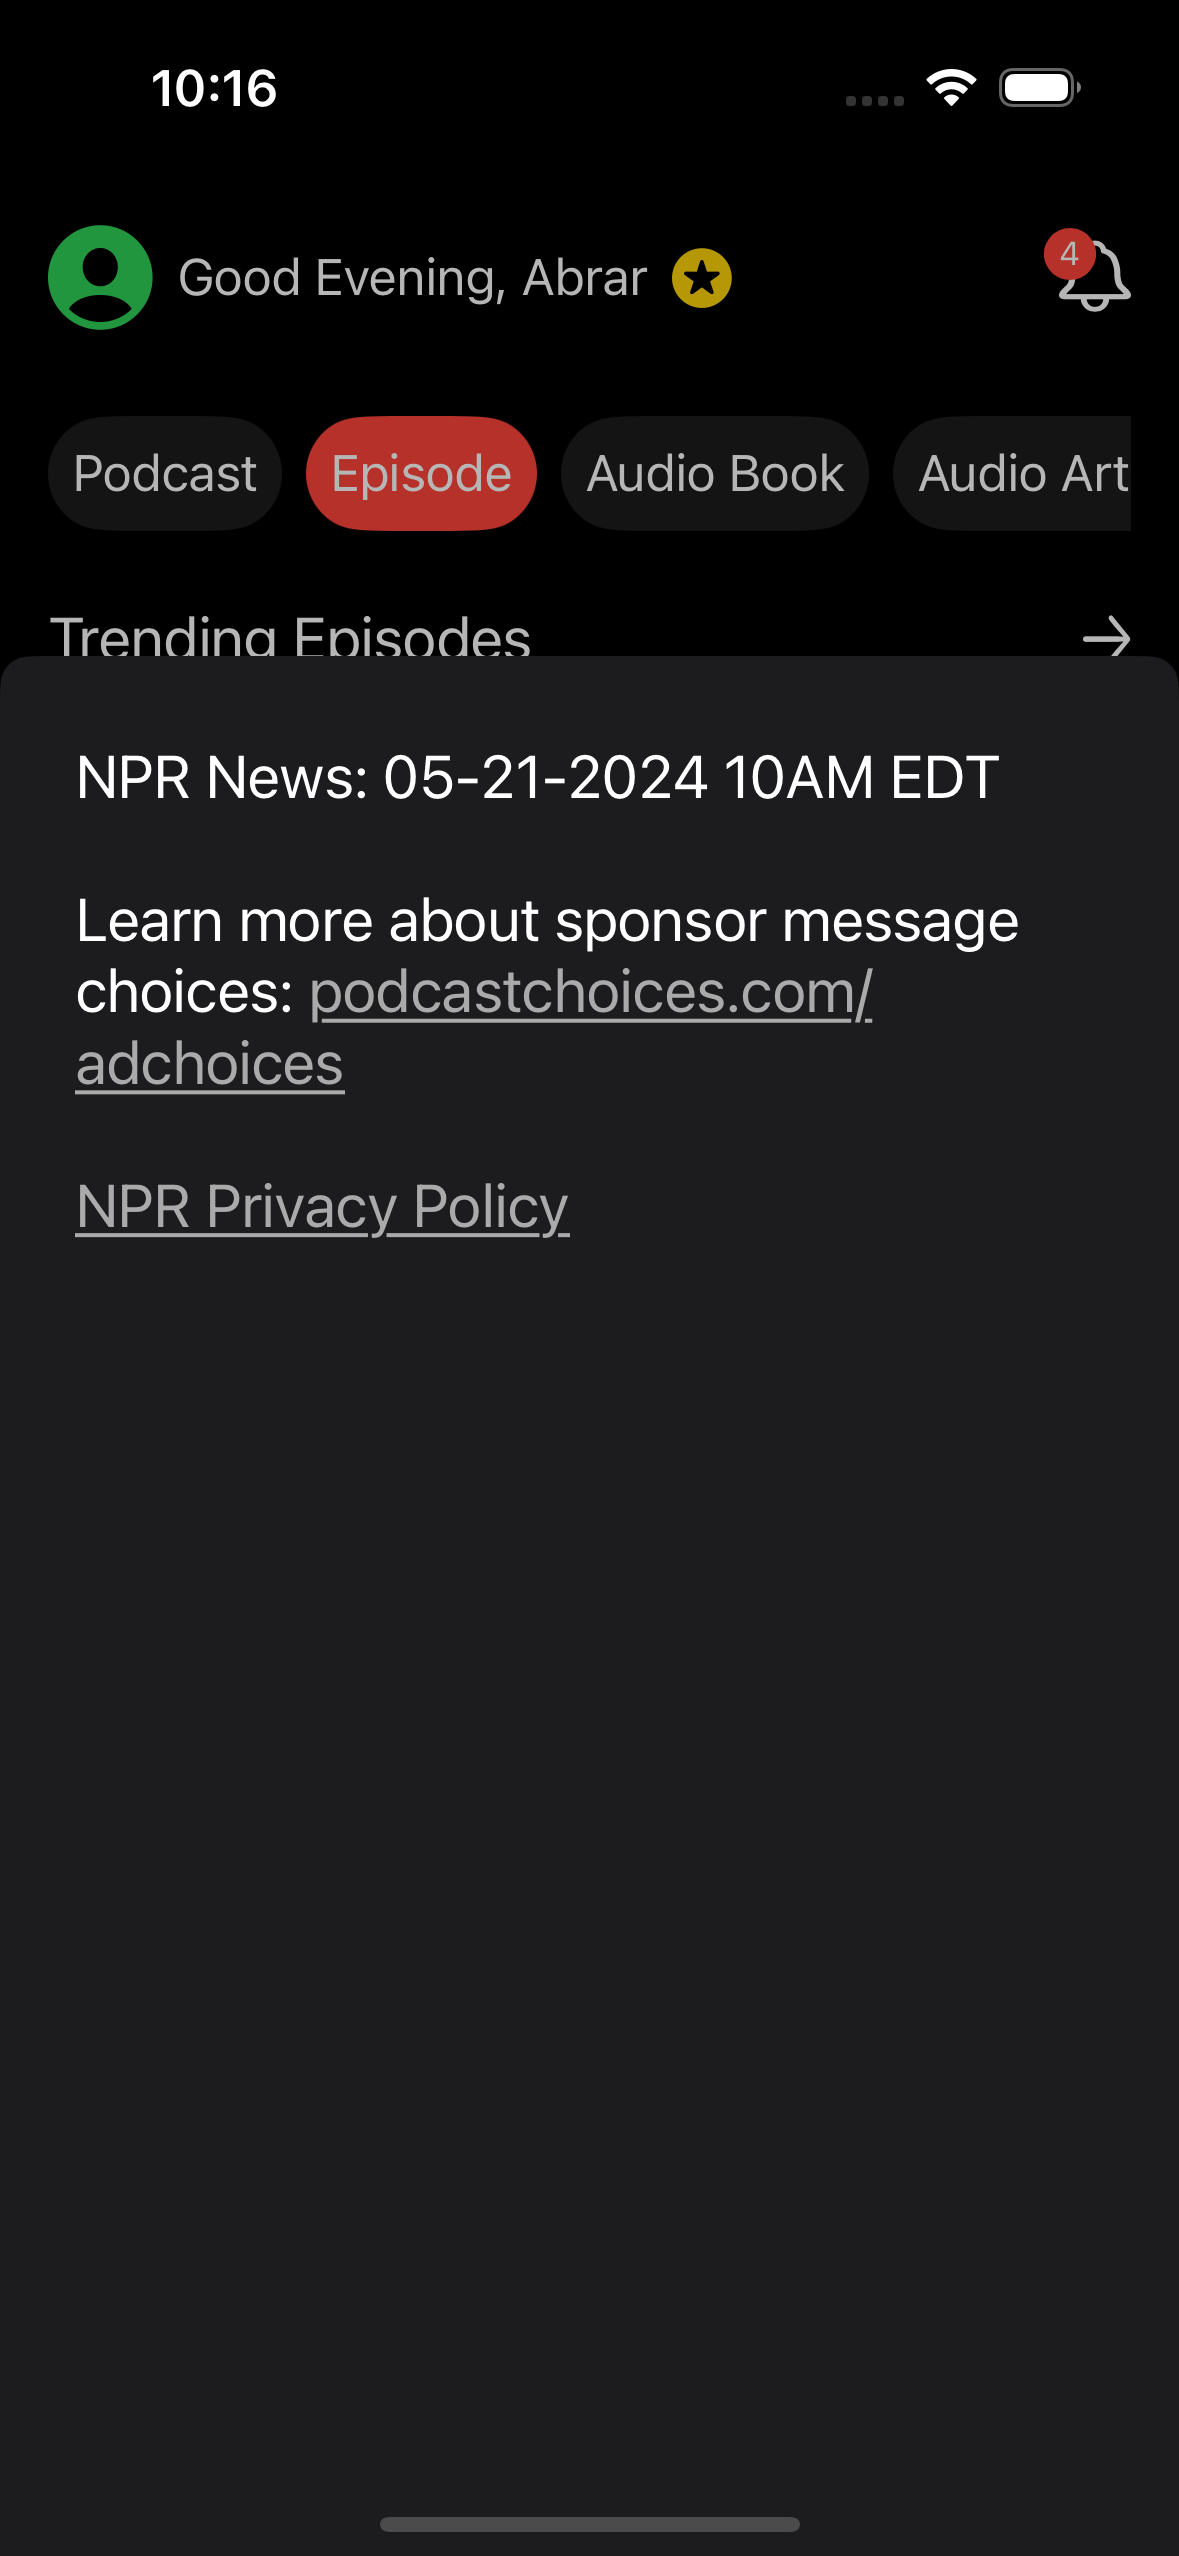 10:16
Good Evening, Abrar
4
Podcast Episode Audio Book Audio Art
Trending Episodes
NPR News: 05-21-2024 10AM EDT
Learn more about sponsor message
choices: podcastchoices.com/
adchoices
NPR Privacy Policy